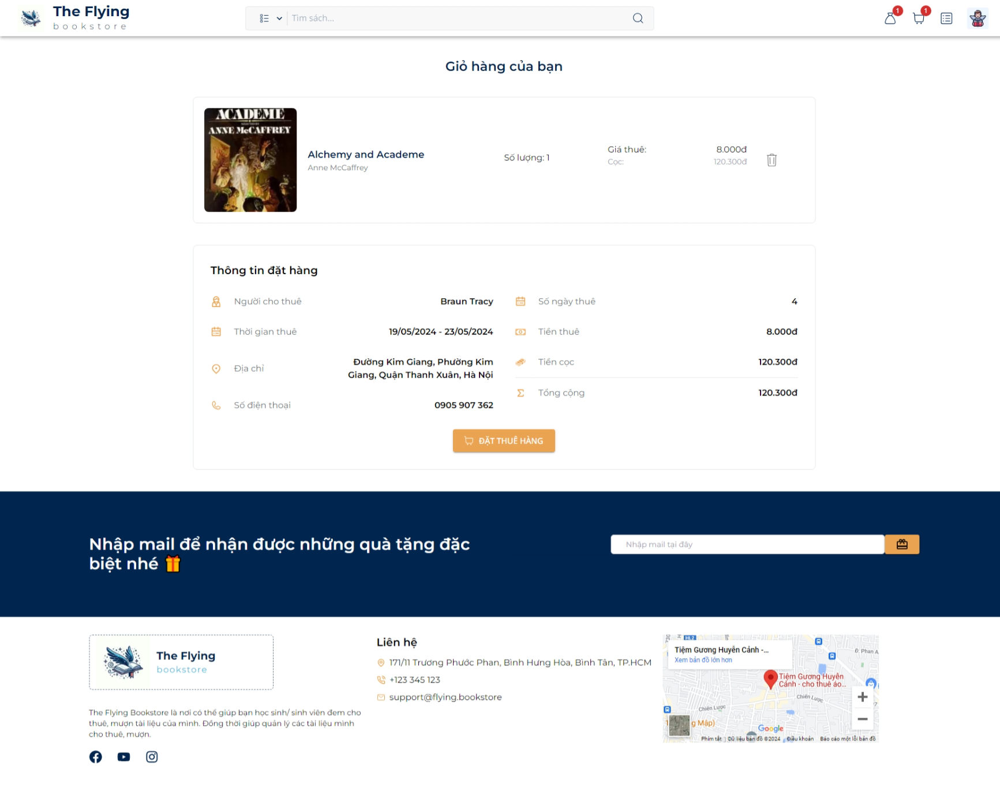 The Flying
bookstore
Tìm sách...
1
1
Giỏ hàng của bạn
ACADEME
SELECTED BY
ANNE McCAFFREY
Alchemy and Academe
Anne McCaffrey
Số lượng: 1
Giá thuê: 8.000đ
Cọc: 120.300đ
Thông tin đặt hàng
Người cho thuê Braun Tracy
Thời gian thuê 19/05/2024 - 23/05/2024
Địa chỉ Đường Kim Giang, Phường Kim
Giang, Quận Thanh Xuân, Hà Nội
Số điện thoại 0905 907 362
Số ngày thuê 4
Tiền thuê 8.000đ
Tiền cọc 120.300đ
Tổng cộng 120.300đ
ĐẶT THUÊ HÀNG
Nhập mail để nhận được những quà tặng đặc
biệt nhé
Nhập mail tại đây
The Flying
bookstore
The Flying Bookstore là nơi có thể giúp bạn học sinh/ sinh viên đem cho
thuê, mượn tài liệu của mình. Đồng thời giúp quản lý các tài liệu mình
cho thuê, mượn.
Liên hệ
171/11 Trương Phước Phan, Bình Hưng Hòa, Bình Tân, TP.HCM
+123 345 123
support@flying.bookstore
230
HL2
Tiệm Gương Huyễn Cảnh -...
Xem bản đồ lớn hơn
Đ. Phan A
Tiệm Gương Huyễn
Cảnh - cho thuê áo...
Chiến Lược
Chiến Lược
g Mập)
Google
Phím tắt
Dữ liệu bản đồ ©2024
Điều khoản
Báo cáo một lỗi bản đồ